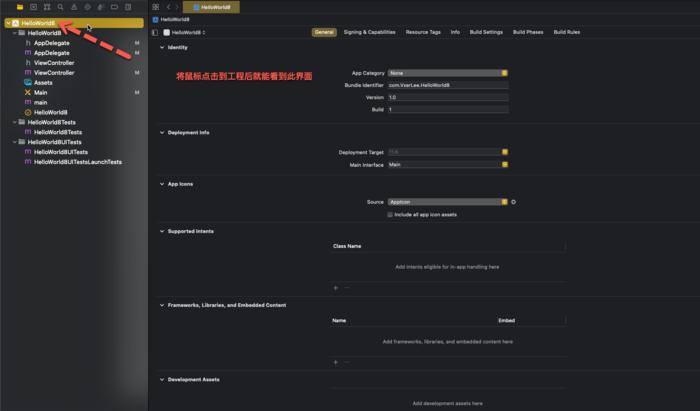 HelloWorld8
HelloWorld8
HelloWorld8
h AppDelegate M
m AppDelegate M
h ViewController
m ViewController M
Assets
Main M
m main
HelloWorld8
HelloWorld8Tests
m HelloWorld8Tests
HelloWorld8UITests
m HelloWorld8UITests
m HelloWorld8UITestsLaunchTests
HelloWorld8
HelloWorld8
General
Signing & Capabilities
Resource Tags
Info
Build Settings
Build Phases
Build Rules
Identity
将鼠标点击到工程后就能看到此界面
App Category None
Bundle Identifier com.VxerLee.HelloWorld8
Version 1.0
Build 1
Deployment Info
Deployment Target
Main Interface Main
App Icons
Source AppIcon
Include all app icon assets
Supported Intents
Class Name
Add intents eligible for in-app handling here
Frameworks, Libraries, and Embedded Content
Name Embed
Add frameworks, libraries, and embedded content here
Development Assets
Add development assets here